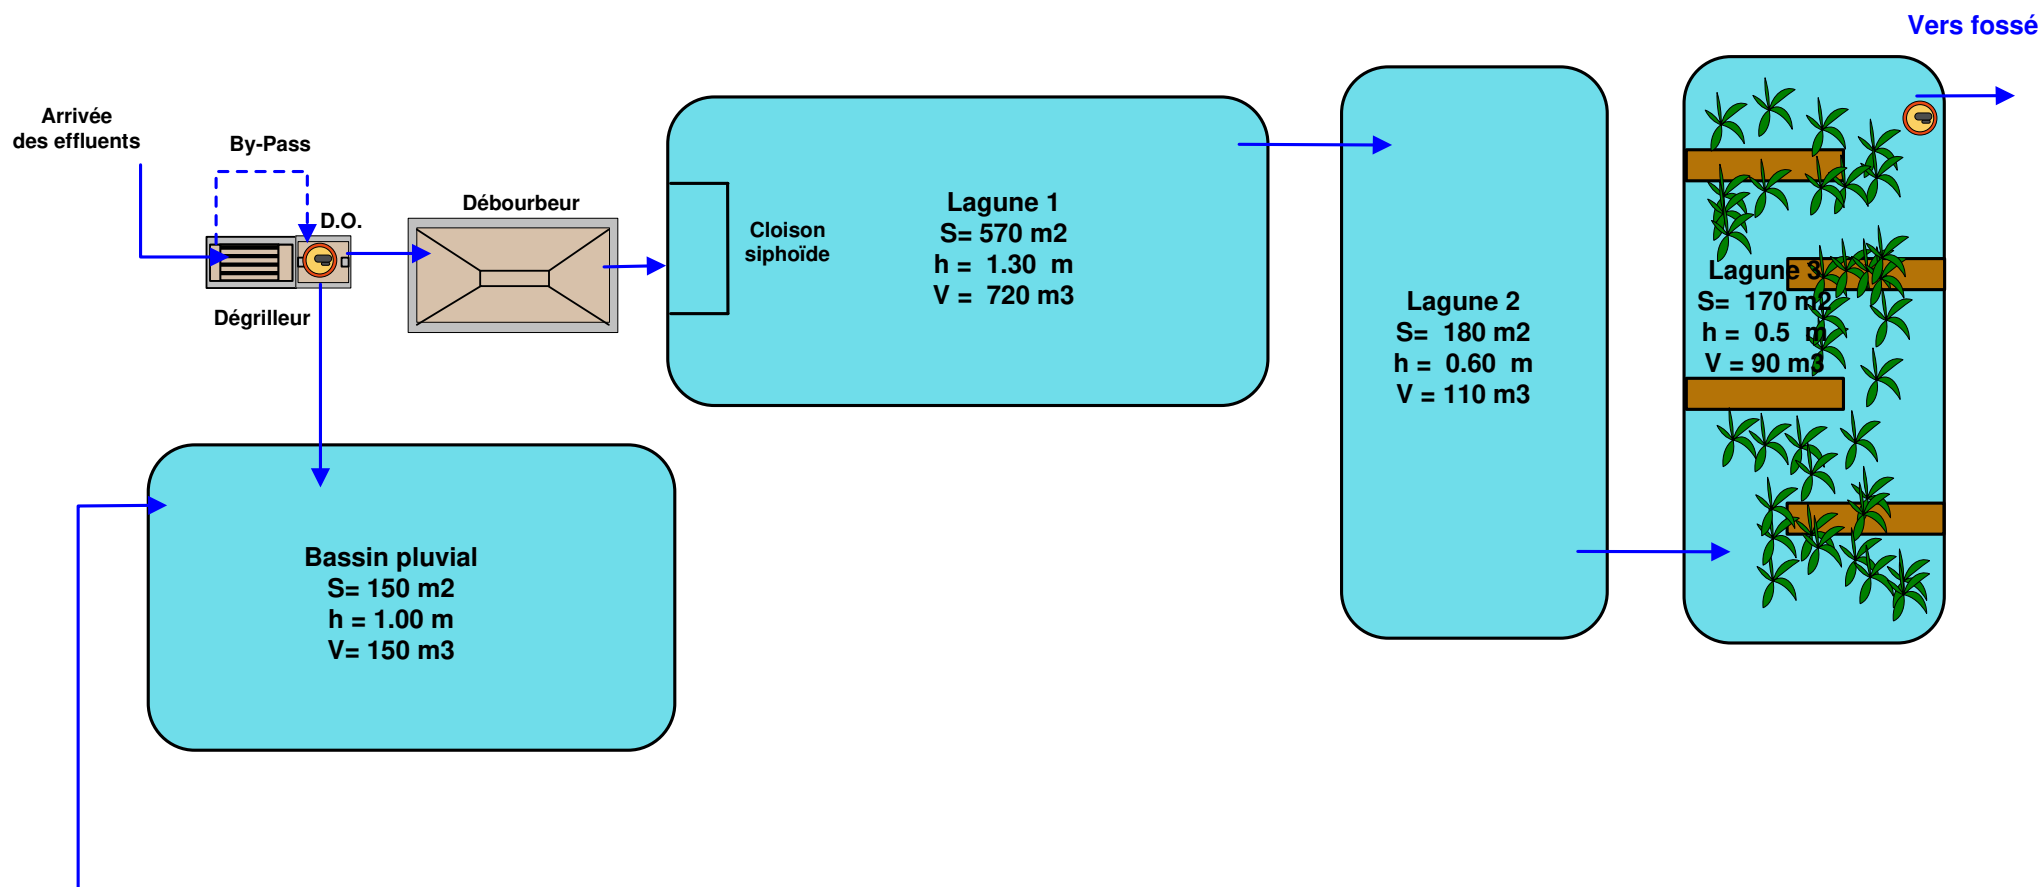 Vers fossé
Arrivée
des effluents
By-Pass
D.O.
Dégrilleur
Débourbeur
Cloison
siphoïde
Lagune 1
S= 570 m2
h = 1.30 m
V = 720 m3
Lagune 2
S= 180 m2
h = 0.60 m
V = 110 m3
Lagune 3
S= 170 m2
h = 0.5 m
V = 90 m3
Bassin pluvial
S= 150 m2
h = 1.00 m
V= 150 m3